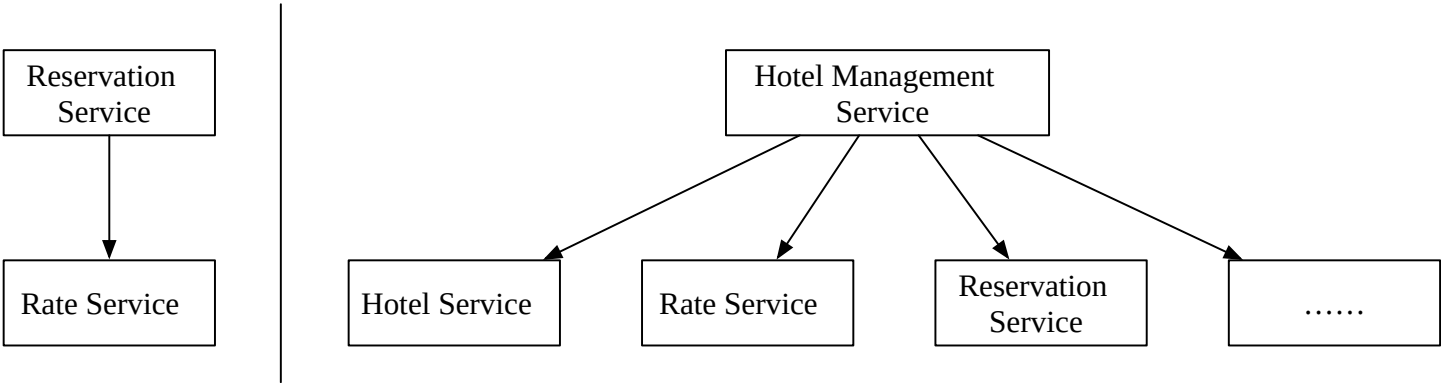 Reservation
Service
Rate Service
Hotel Management
Service
Hotel Service
Rate Service
Reservation
Service
......